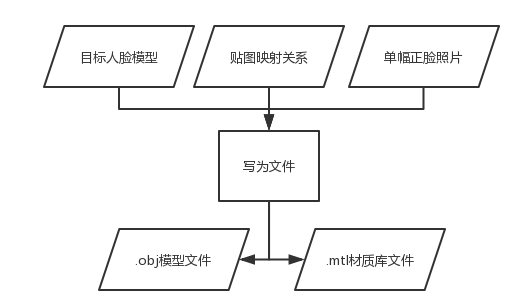 目标人脸模型
贴图映射关系
单幅正脸照片
写为文件
.obj模型文件
.mtl材质库文件